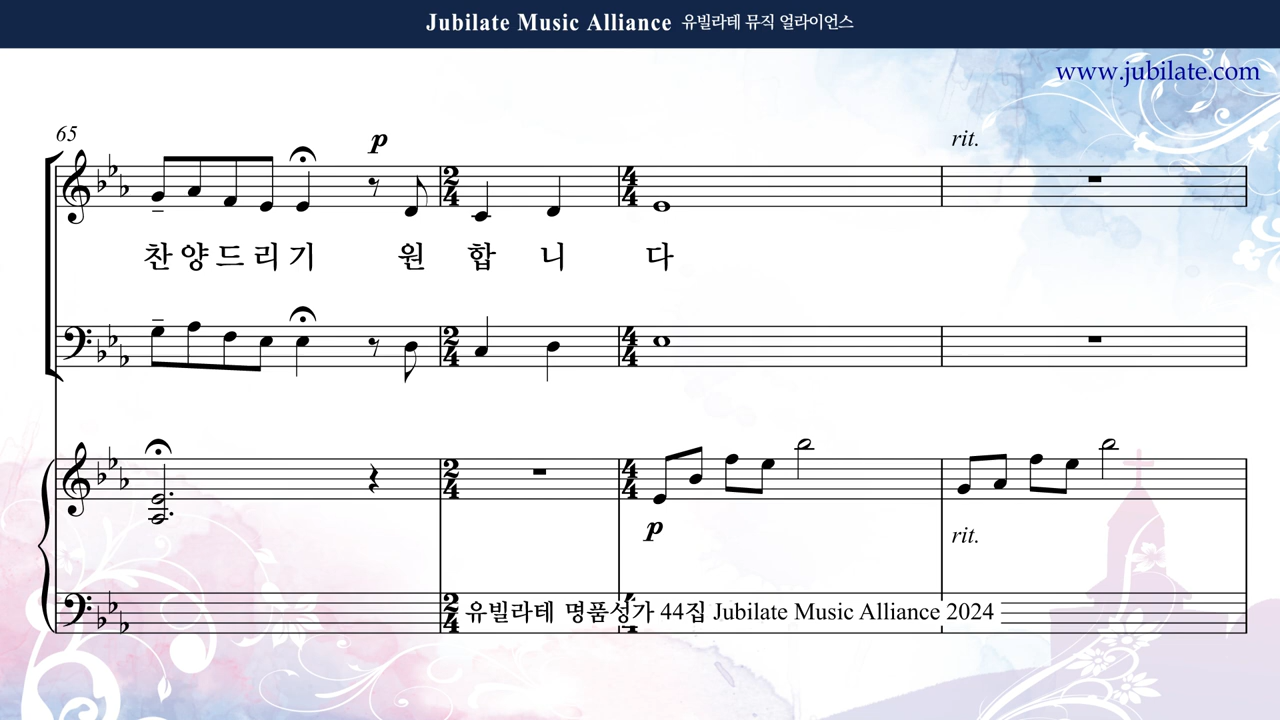 Jubilate Music Alliance 유빌라테 뮤직 얼라이언스
www.jubilate.com
65
p
rit.
찬 양 드 리 기 원 합 니 다
p
rit.
유빌라테 명품성가 44집 Jubilate Music Alliance 2024